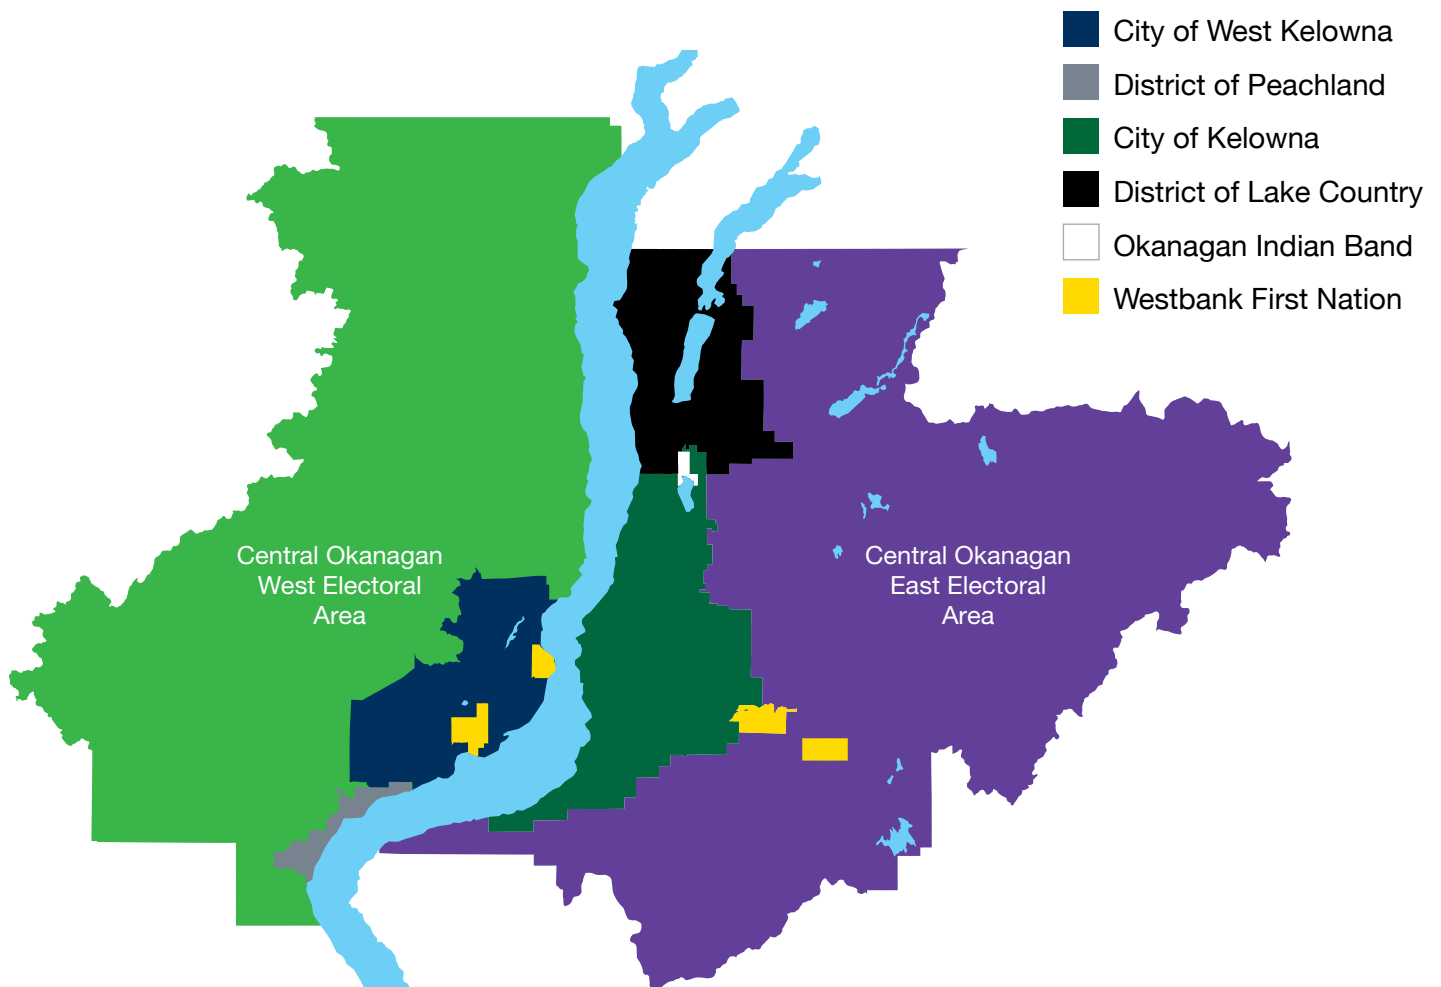 City of West Kelowna
District of Peachland
City of Kelowna
District of Lake Country
Okanagan Indian Band
Westbank First Nation
Central Okanagan
West Electoral
Area
Central Okanagan
East Electoral
Area